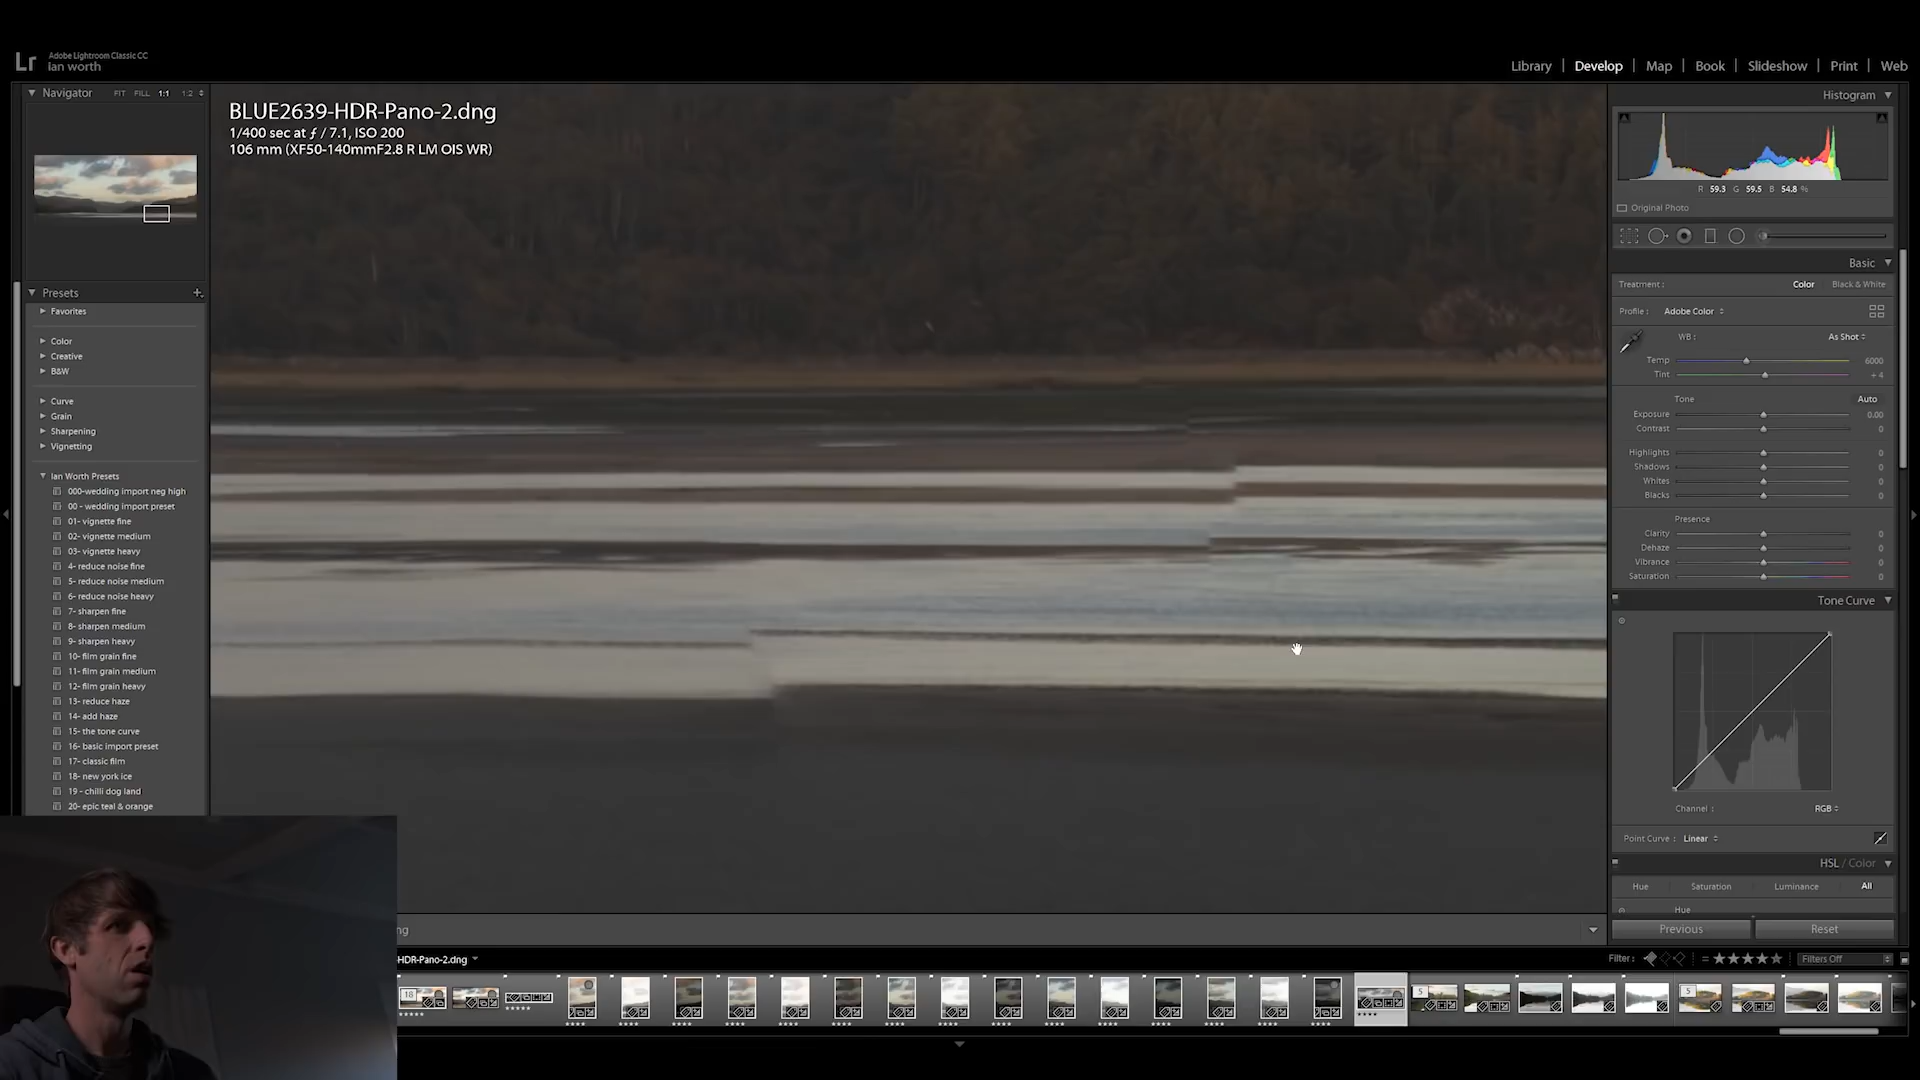 Lr
Adobe Lightroom Classic CC
Ian worth
Library | Develop | Map | Book | Slideshow | Print | Web
Navigator FIT FILL 1:1 1:2
BLUE2639-HDR-Pano-2.dng
1/400 sec at ƒ / 7.1, ISO 200
106 mm (XF50-140mmF2.8 R LM OIS WR)
Presets +
Favorites
Color
Creative
B&W
Curve
Grain
Sharpening
Vignetting
Ian Worth Presets
000-wedding import neg high
00 - wedding import preset
01- vignette fine
02- vignette medium
03- vignette heavy
4- reduce noise fine
5- reduce noise medium
6- reduce noise heavy
7- sharpen fine
8- sharpen medium
9- sharpen heavy
10- film grain fine
11- film grain medium
12- film grain heavy
13- reduce haze
14- add haze
15- the tone curve
16- basic import preset
17- classic film
18- new york ice
19 - chilli dog land
20- epic teal & orange
Histogram
R 59.3 G 59.5 B 54.8 %
Original Photo
Basic
Treatment : Color Black & White
Profile : Adobe Color
WB : As Shot
Temp 6000
Tint + 4
Tone Auto
Exposure 0.00
Contrast 0
Highlights 0
Shadows 0
Whites 0
Blacks 0
Presence
Clarity 0
Dehaze 0
Vibrance 0
Saturation 0
Tone Curve
Channel : RGB
Point Curve : Linear
HSL / Color
Hue Saturation Luminance All
Hue
Previous Reset
ng
HDR-Pano-2.dng
Filter : Filters Off
18
5
5